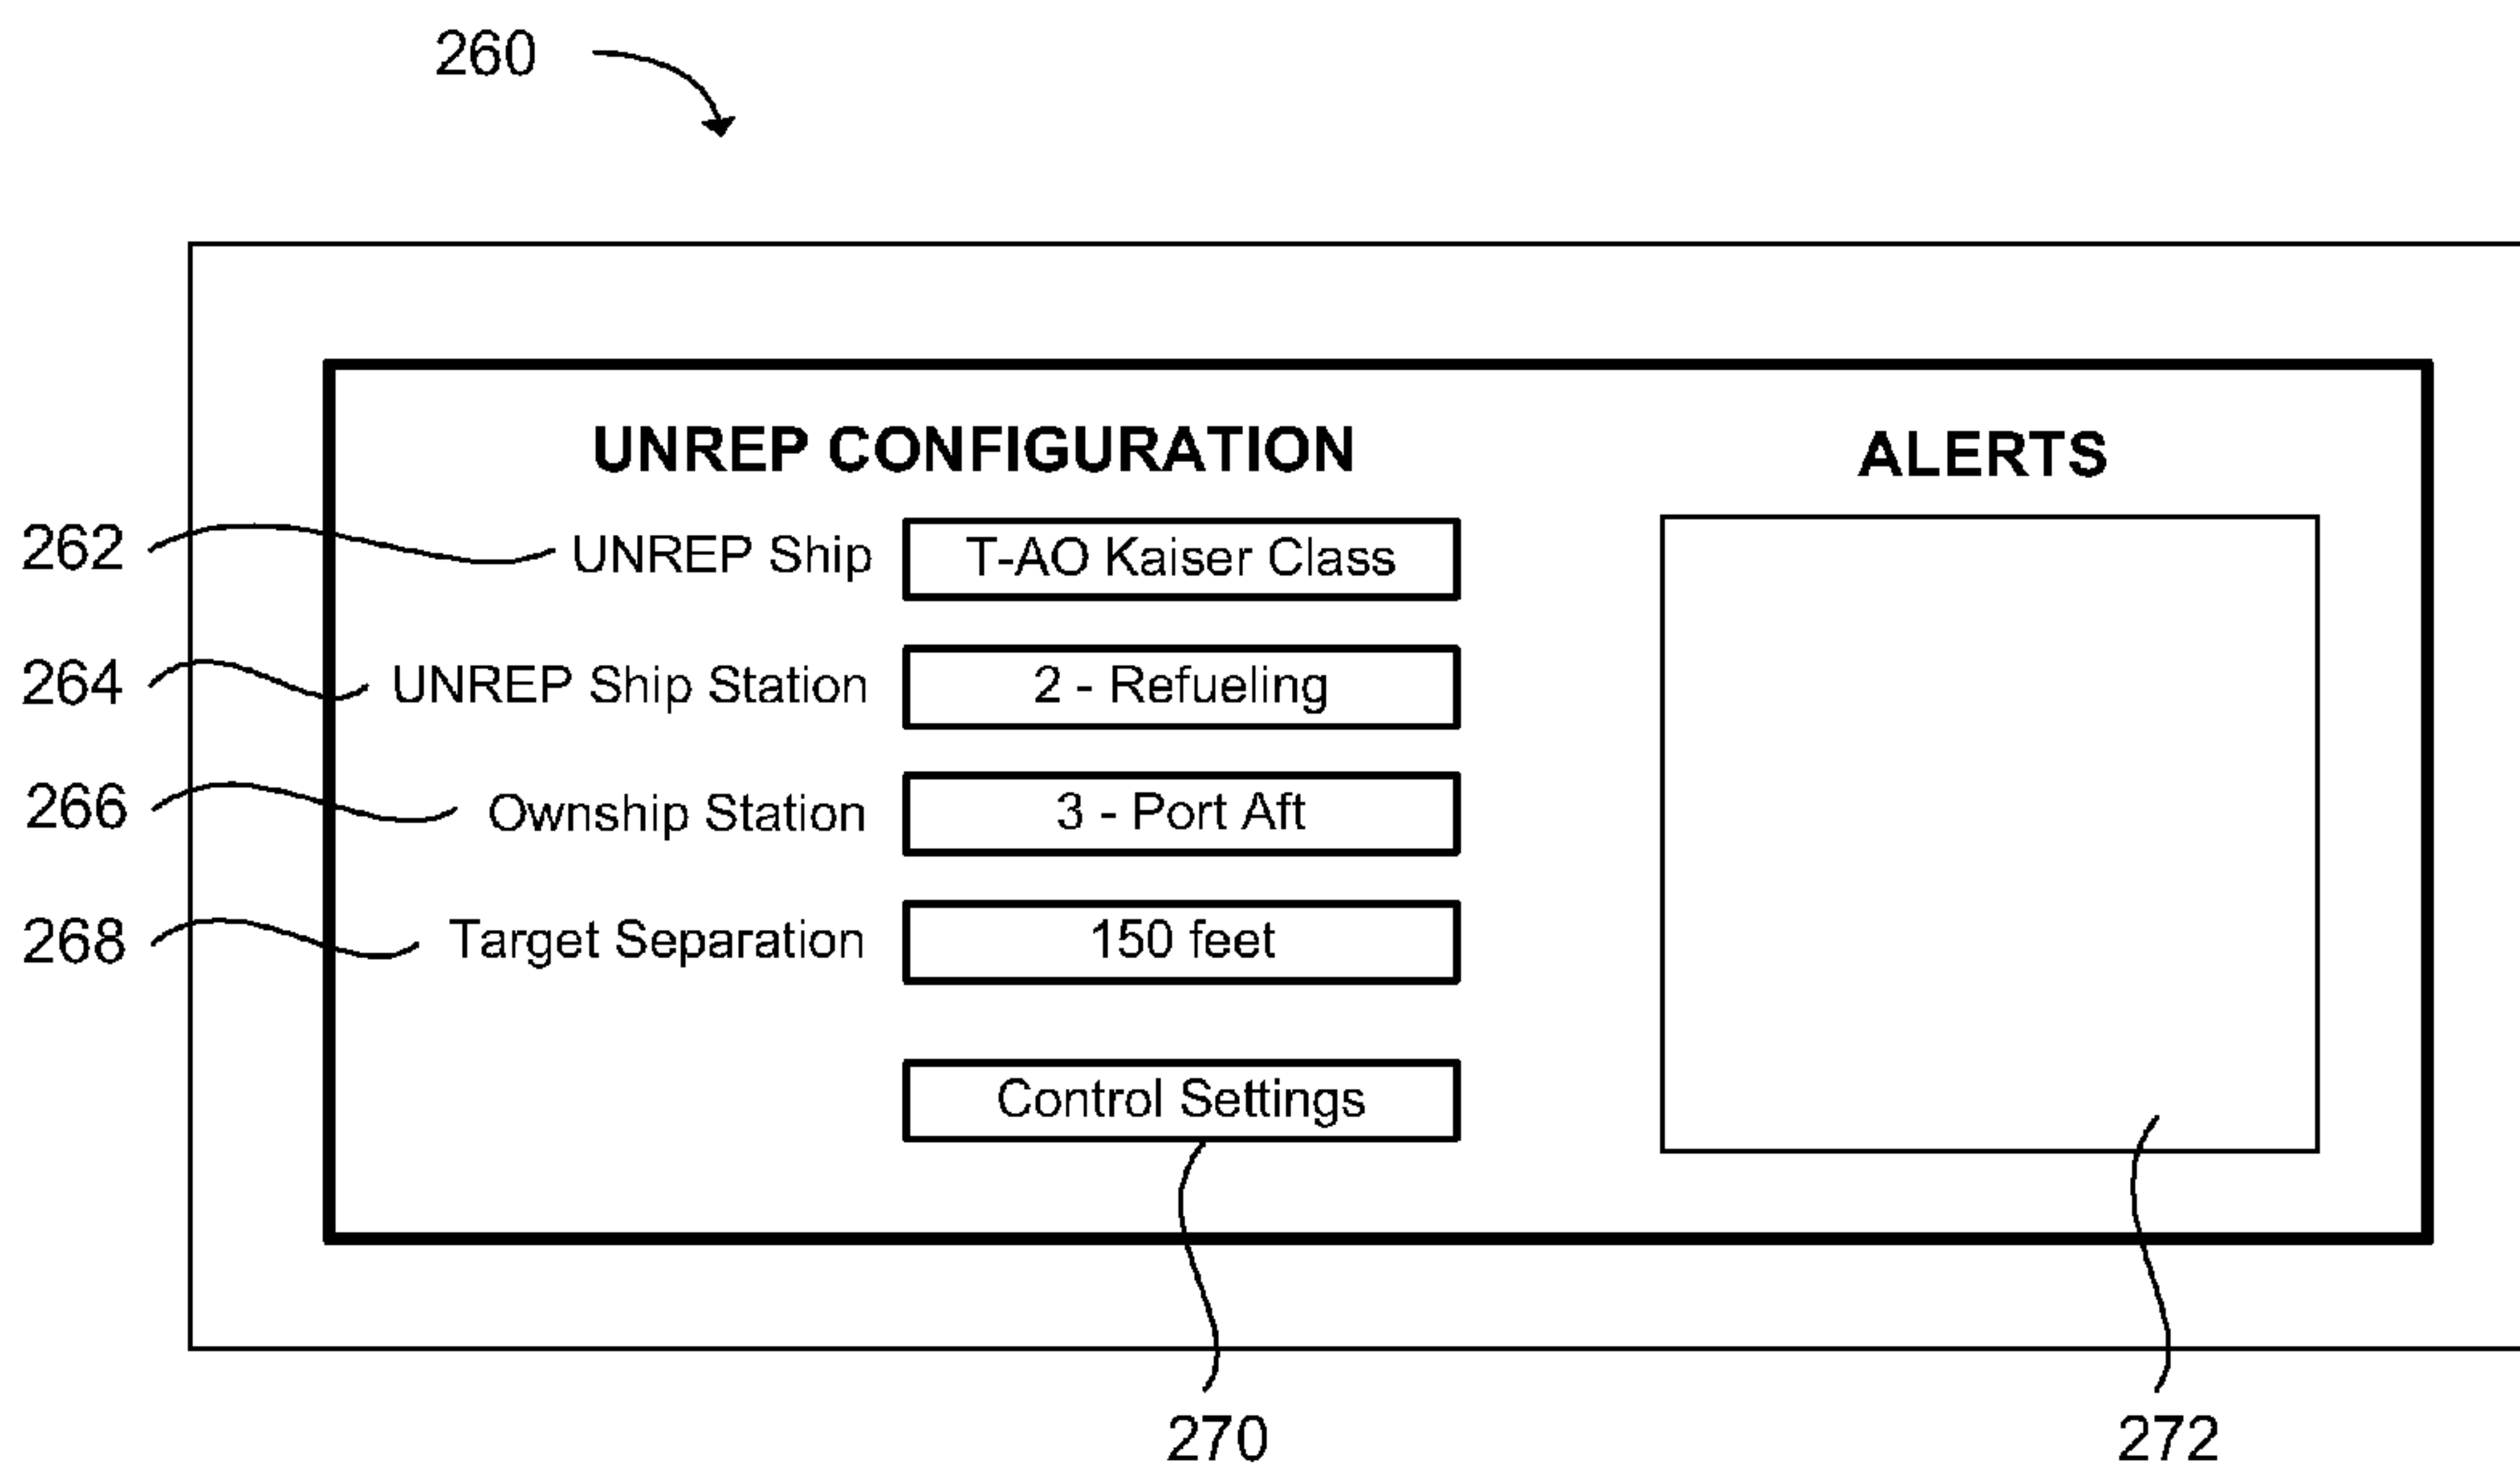 260
UNREP CONFIGURATION
ALERTS
262 UNREP Ship T-AO Kaiser Class
264 UNREP Ship Station 2 - Refueling
266 Ownship Station 3 - Port Aft
268 Target Separation 150 feet
Control Settings
270
272